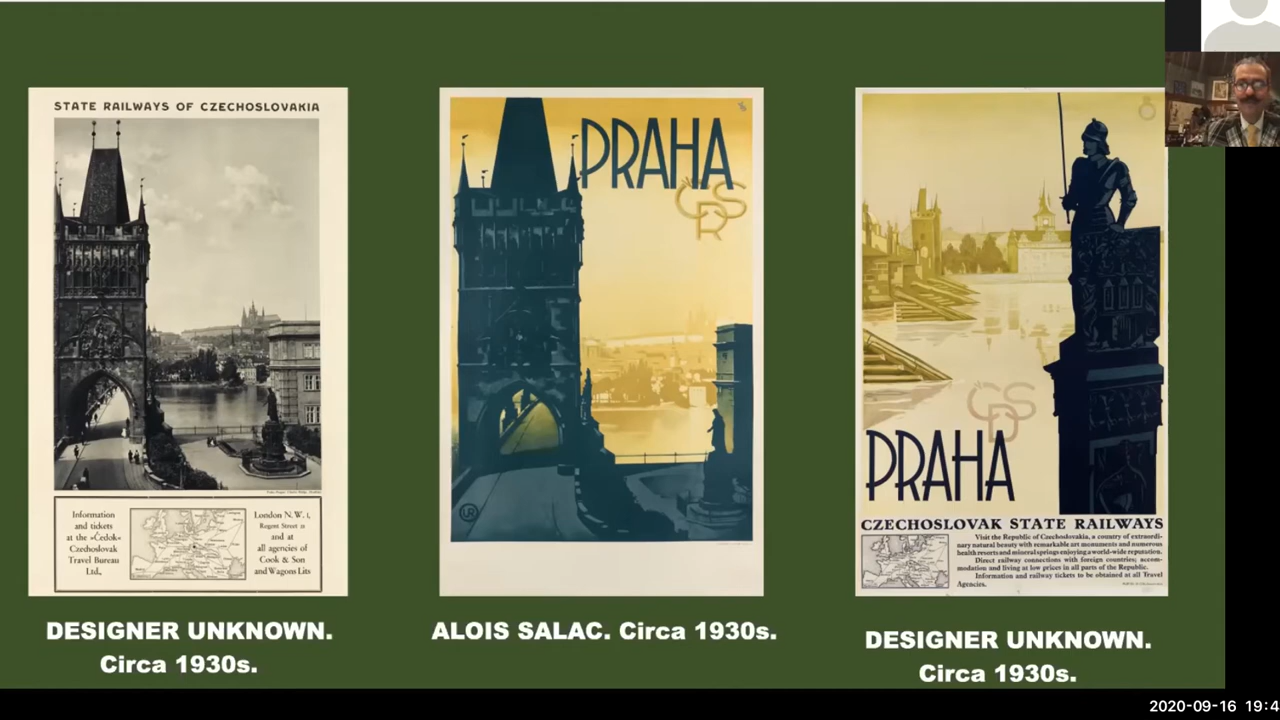 STATE RAILWAYS OF CZECHOSLOVAKIA
Information
and tickets
at the »Čedok«
Czechoslovak
Travel Bureau
Ltd.,
London N. W. 1,
Regent Street 21
and at
all agencies of
Cook & Son
and Wagons Lits
DESIGNER UNKNOWN.
Circa 1930s.
PRAHA
ČSD
R
ALOIS SALAC. Circa 1930s.
ČSD
PRAHA
CZECHOSLOVAK STATE RAILWAYS
Visit the Republic of Czechoslovakia, a country of extraordi-
nary natural beauty with remarkable art monuments and numerous
health resorts and mineral springs enjoying a world-wide reputation.
Direct railway connections with foreign countries; accom-
modation and living at low prices in all parts of the Republic.
Information and railway tickets to be obtained at all Travel
Agencies.
DESIGNER UNKNOWN.
Circa 1930s.
2020-09-16 19:4